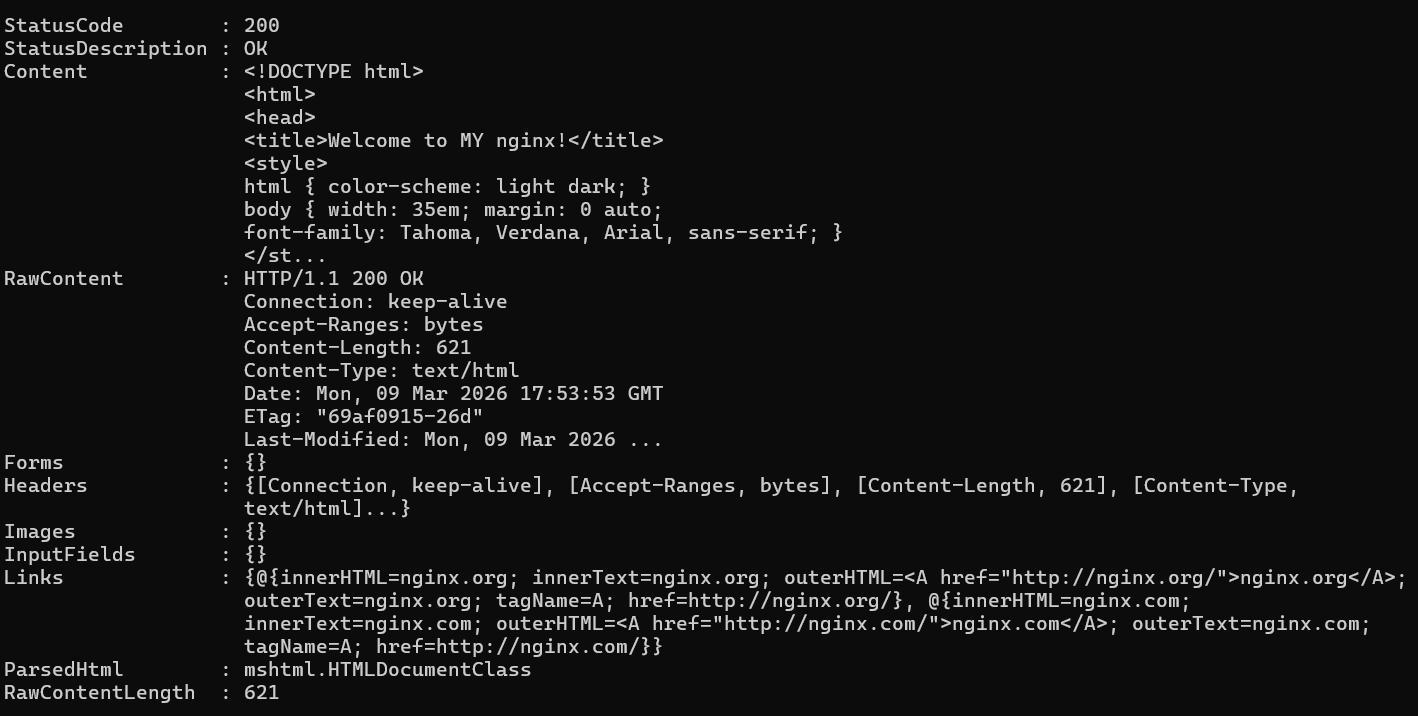 StatusCode        : 200
StatusDescription : OK
Content           : <!DOCTYPE html>
                    <html>
                    <head>
                    <title>Welcome to MY nginx!</title>
                    <style>
                    html { color-scheme: light dark; }
                    body { width: 35em; margin: 0 auto;
                    font-family: Tahoma, Verdana, Arial, sans-serif; }
                    </st...
RawContent        : HTTP/1.1 200 OK
                    Connection: keep-alive
                    Accept-Ranges: bytes
                    Content-Length: 621
                    Content-Type: text/html
                    Date: Mon, 09 Mar 2026 17:53:53 GMT
                    ETag: "69af0915-26d"
                    Last-Modified: Mon, 09 Mar 2026 ...
Forms             : {}
Headers           : {[Connection, keep-alive], [Accept-Ranges, bytes], [Content-Length, 621], [Content-Type,
                    text/html]...}
Images            : {}
InputFields       : {}
Links             : {@{innerHTML=nginx.org; innerText=nginx.org; outerHTML=<A href="http://nginx.org/">nginx.org</A>;
                    outerText=nginx.org; tagName=A; href=http://nginx.org/}, @{innerHTML=nginx.com;
                    innerText=nginx.com; outerHTML=<A href="http://nginx.com/">nginx.com</A>; outerText=nginx.com;
                    tagName=A; href=http://nginx.com/}}
ParsedHtml        : mshtml.HTMLDocumentClass
RawContentLength  : 621